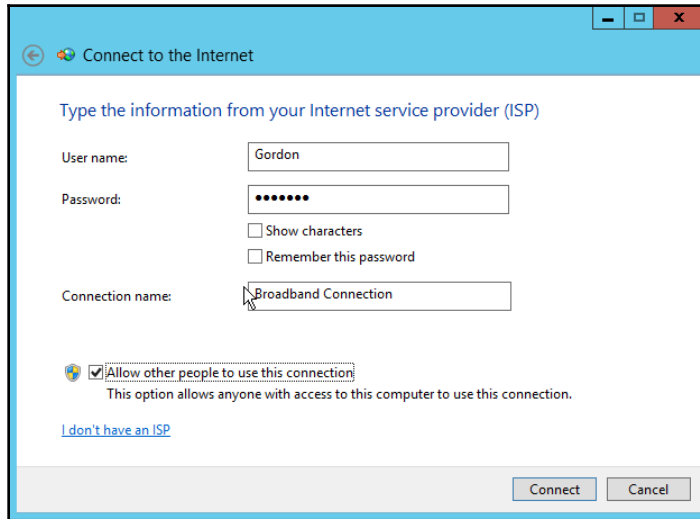 Connect to the Internet
Type the information from your Internet service provider (ISP)
User name:
Gordon
Password:
•••••••
Show characters
Remember this password
Connection name:
Broadband Connection
Allow other people to use this connection
This option allows anyone with access to this computer to use this connection.
I don't have an ISP
Connect
Cancel